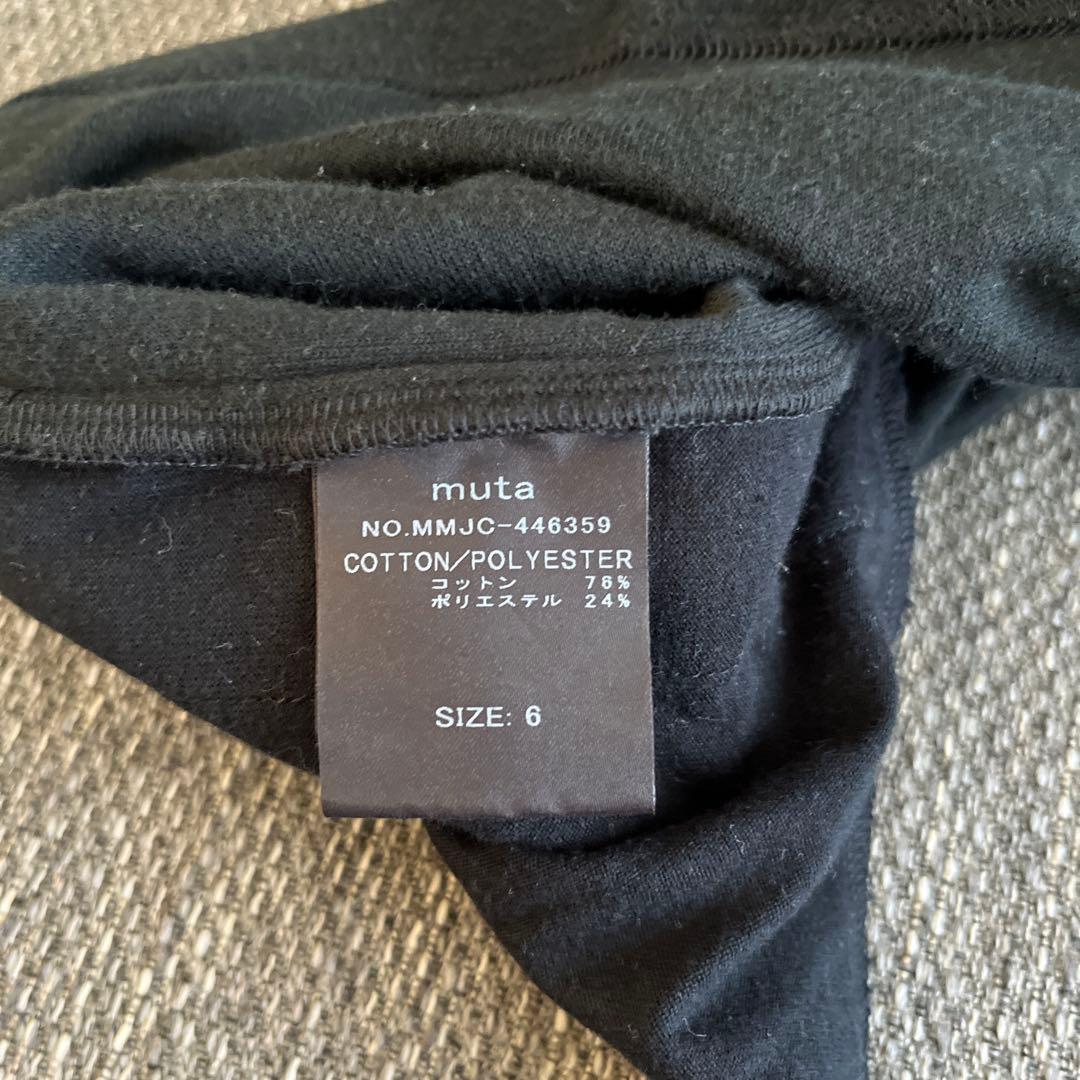 muta
NO.MMJC-446359
COTTON/POLYESTER
コットン 76%
ポリエステル 24%
SIZE: 6